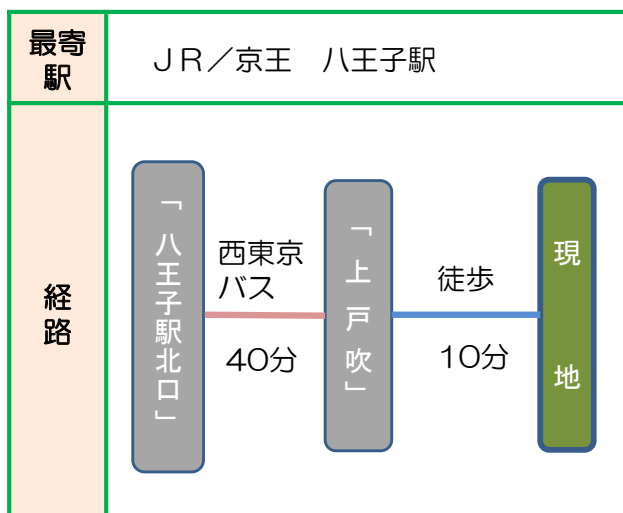 最寄
駅
JR/京王　八王子駅
経
路
「八王子駅北口」
西東京
バス
40分
「上戸吹」
徒歩
10分
現地